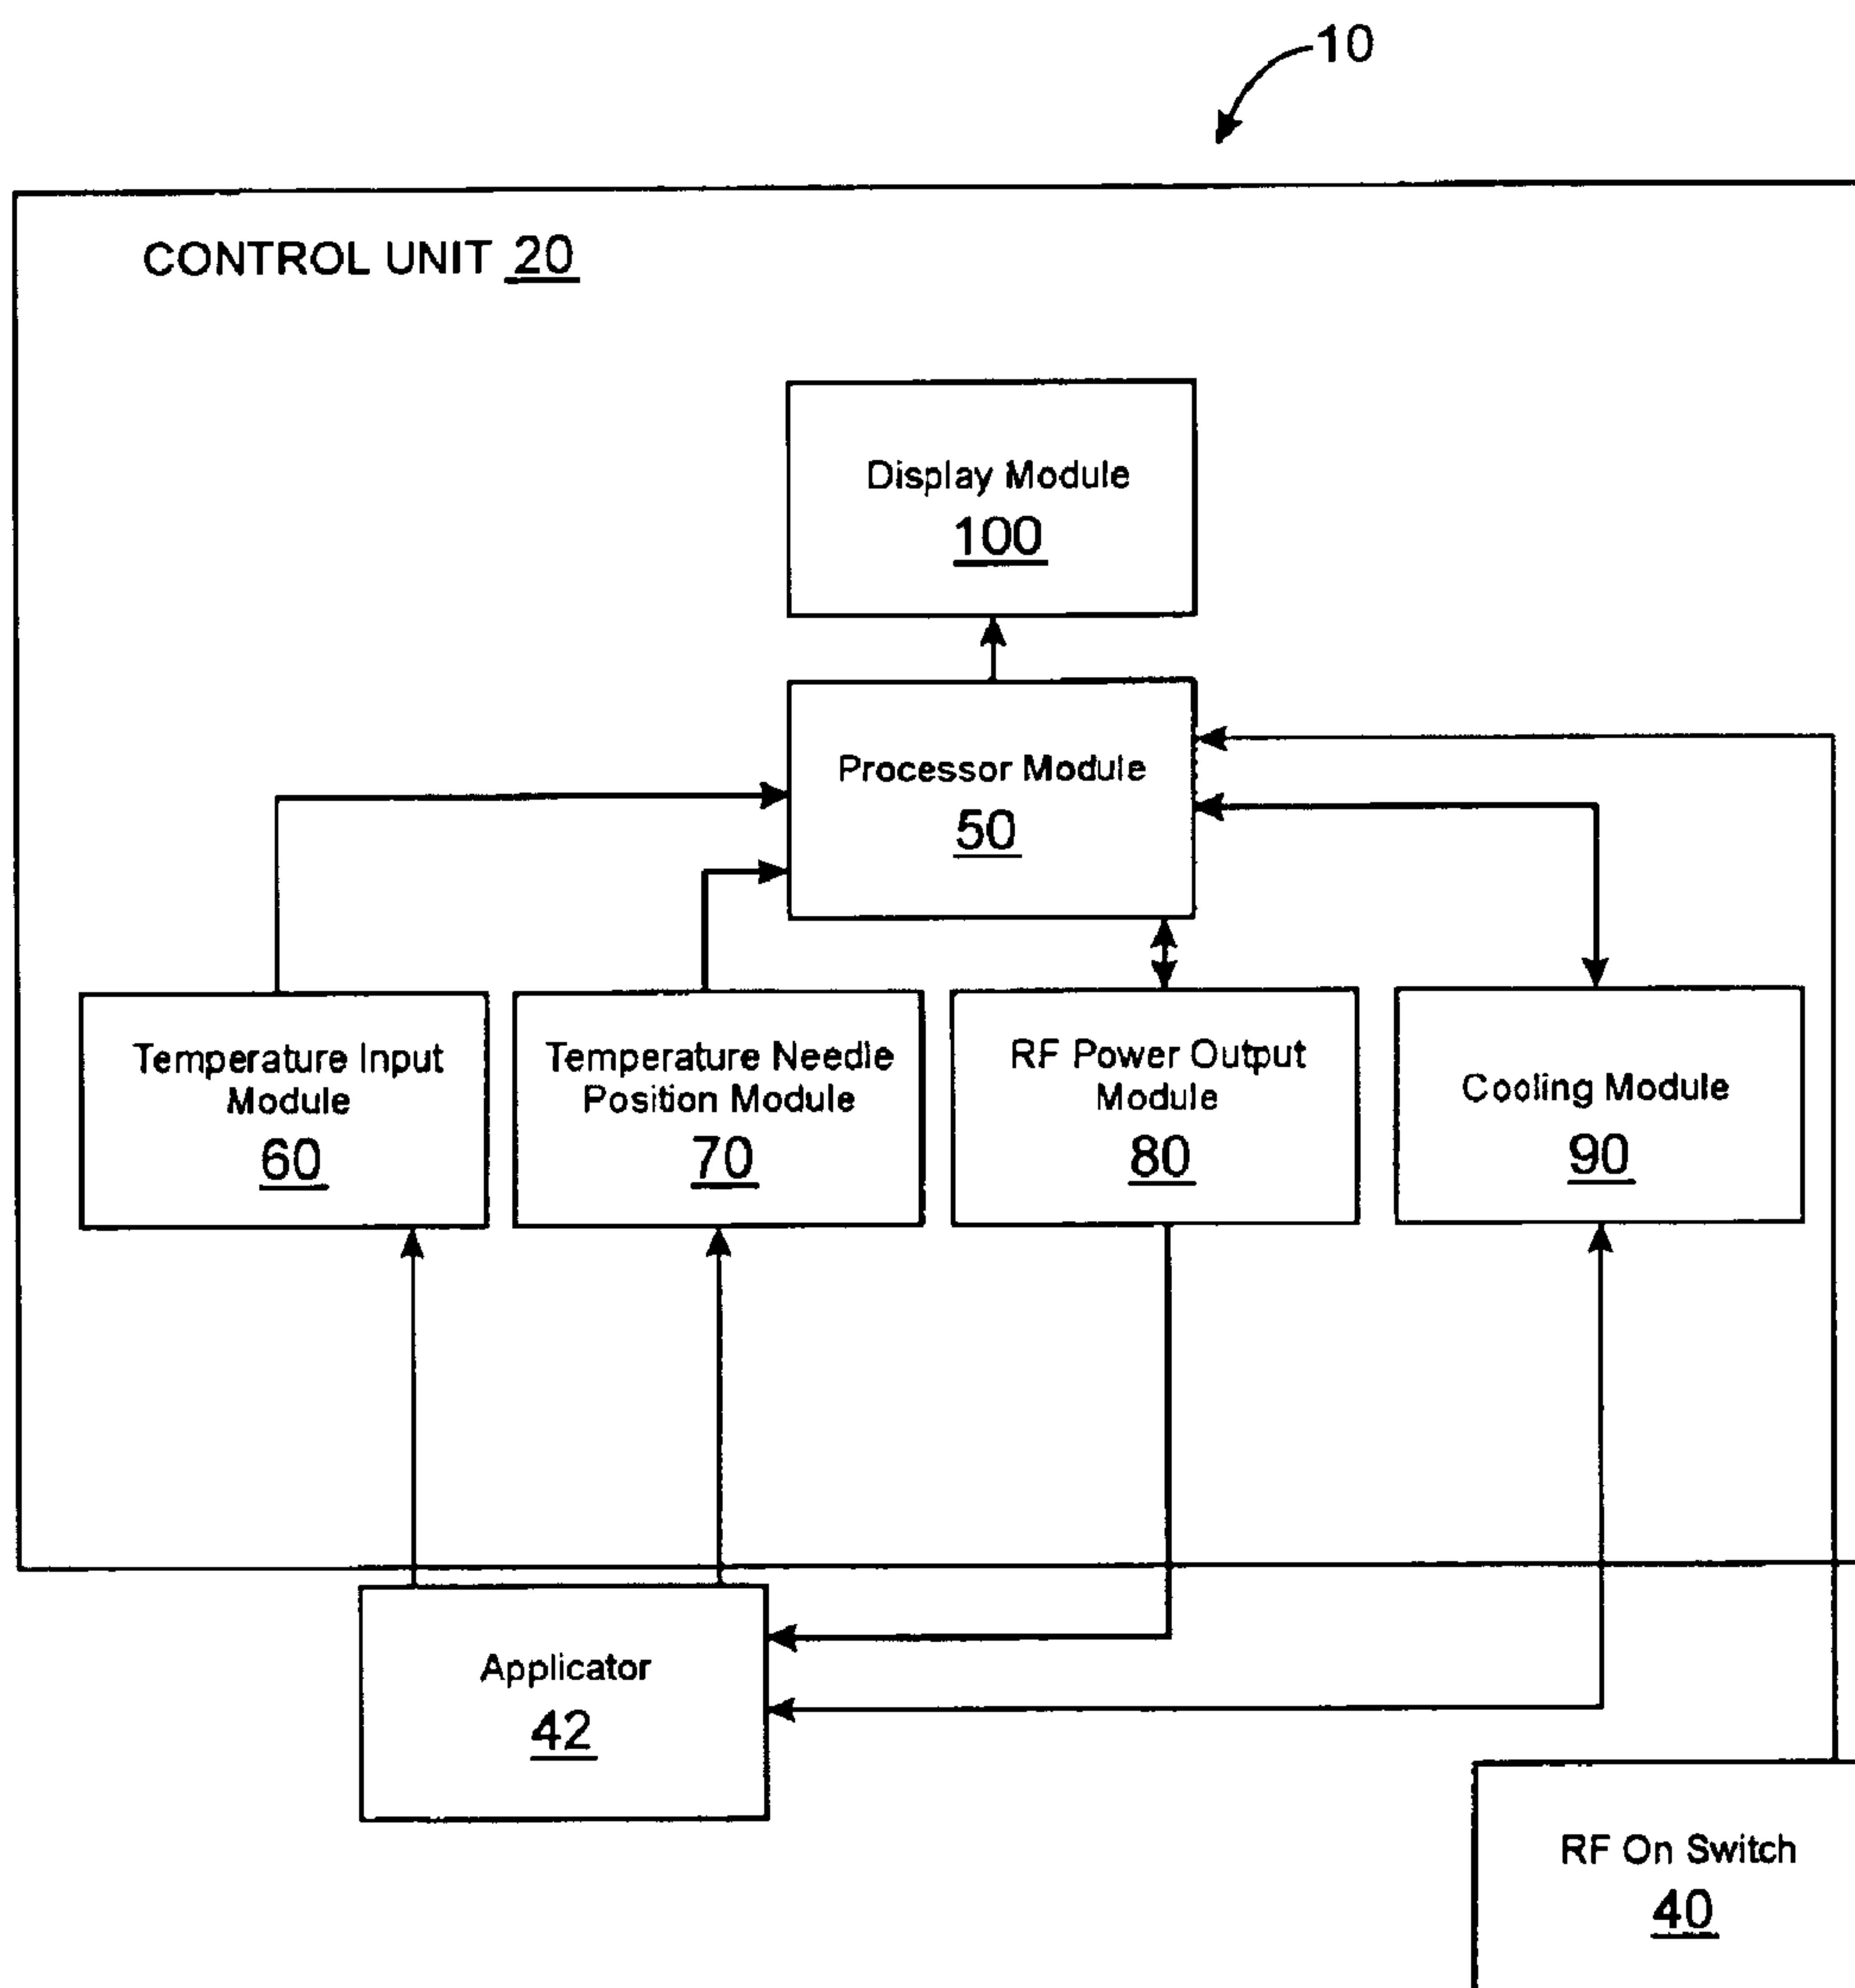 10
CONTROL UNIT 20
Display Module
100
Processor Module
50
Temperature Input
Module
60
Temperature Needle
Position Module
70
RF Power Output
Module
80
Cooling Module
90
Applicator
42
RF On Switch
40